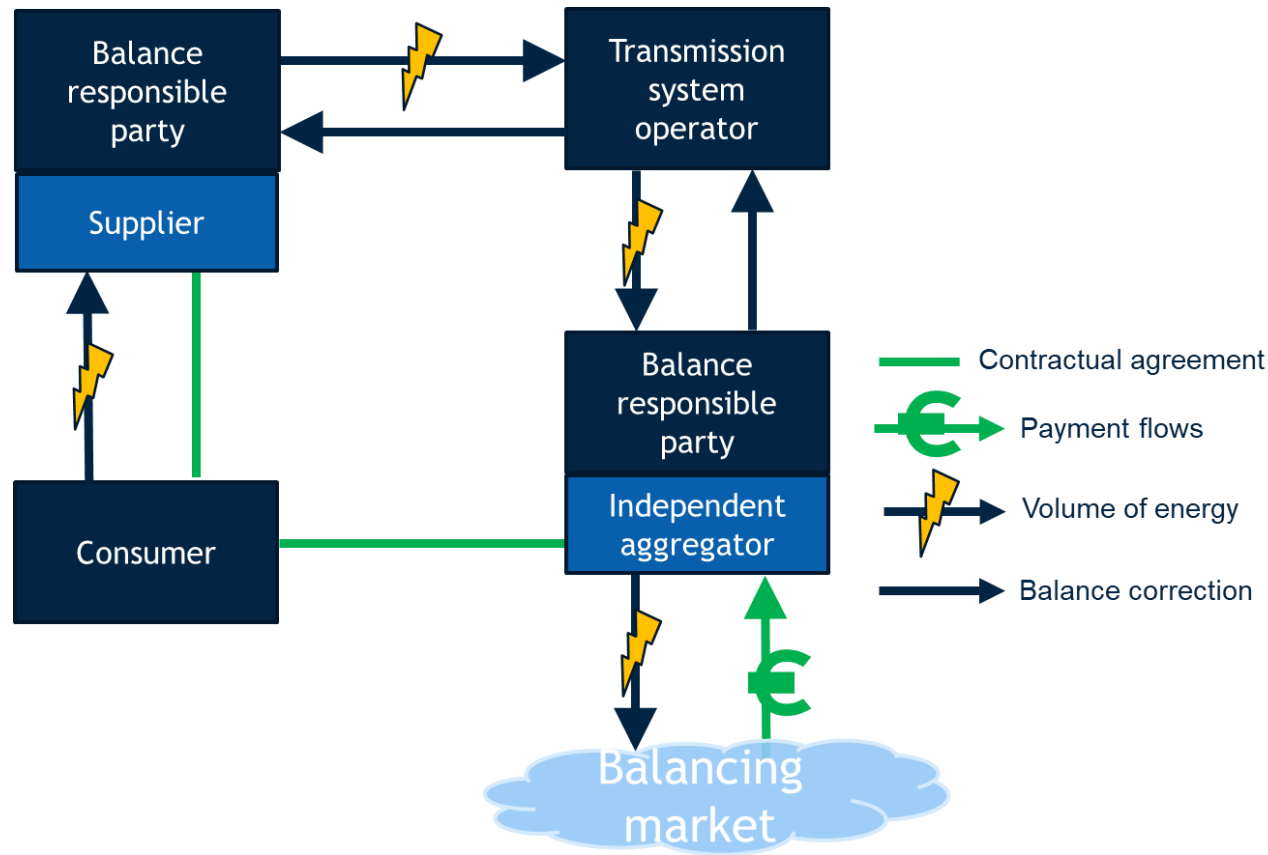 Balance
responsible
party
Transmission
system
operator
Supplier
Balance
responsible
party
Contractual agreement
Payment flows
Independent
aggregator
Volume of energy
Consumer
Balance correction
Balancing
market